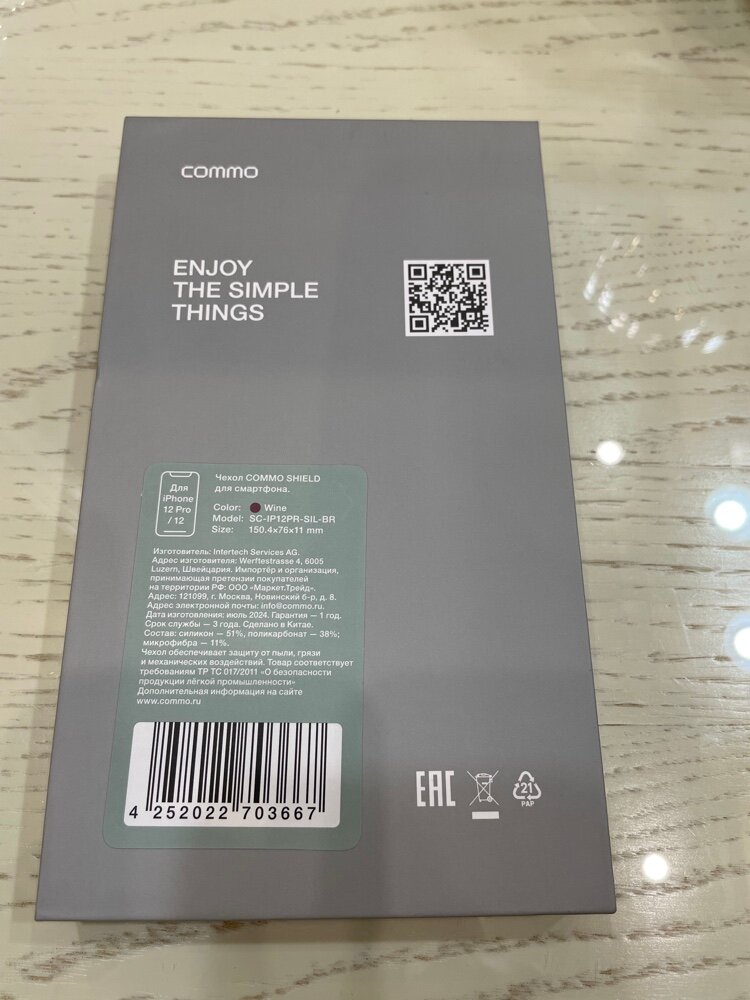 COMMO
ENJOY
THE SIMPLE
THINGS
Для
iPhone
12 Pro
/ 12
Чехол COMMO SHIELD
для смартфона.
Color: Wine
Model: SC-IP12PR-SIL-BR
Size: 150.4×76×11 mm
Изготовитель: Intertech Services AG.
Адрес изготовителя: Werftestrasse 4, 6005
Luzern, Швейцария. Импортёр и организация,
принимающая претензии покупателей
на территории РФ: ООО «Маркет.Трейд».
Адрес: 121099, г. Москва, Новинский б-р, д. 8.
Адрес электронной почты: info@commo.ru.
Дата изготовления: июль 2024. Гарантия — 1 год.
Срок службы — 3 года. Сделано в Китае.
Состав: силикон — 51%, поликарбонат — 38%;
микрофибра — 11%.
Чехол обеспечивает защиту от пыли, грязи
и механических воздействий. Товар соответствует
требованиям ТР ТС 017/2011 «О безопасности
продукции лёгкой промышленности»
Дополнительная информация на сайте
www.commo.ru
4 252022 703667
EAC
21
PAP